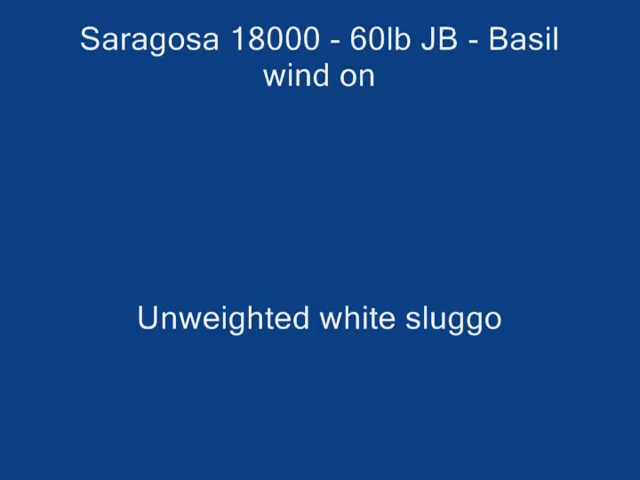 Saragosa 18000 - 60lb JB - Basil
wind on
Unweighted white sluggo